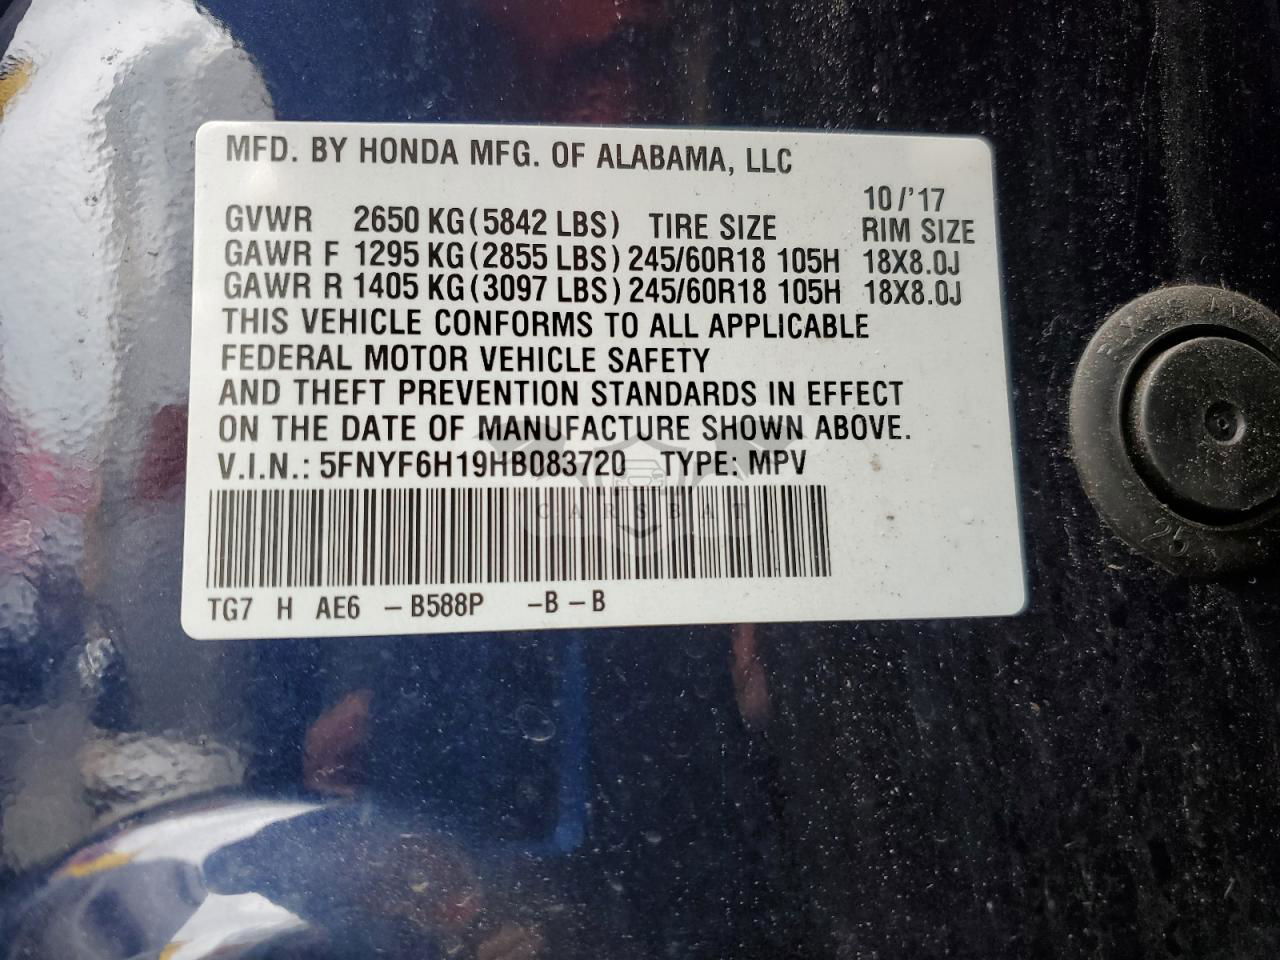 MFD. BY HONDA MFG. OF ALABAMA, LLC
10/'17
GVWR 2650 KG(5842 LBS) TIRE SIZE RIM SIZE
GAWR F 1295 KG(2855 LBS)245/60R18 105H 18X8.0J
GAWR R 1405 KG(3097 LBS)245/60R18 105H 18X8.0J
THIS VEHICLE CONFORMS TO ALL APPLICABLE
FEDERAL MOTOR VEHICLE SAFETY
AND THEFT PREVENTION STANDARDS IN EFFECT
ON THE DATE OF MANUFACTURE SHOWN ABOVE.
V.I.N.: 5FNYF6H19HB083720 TYPE: MPV
CARSBAT
TG7 H AE6 -B588P -B-B